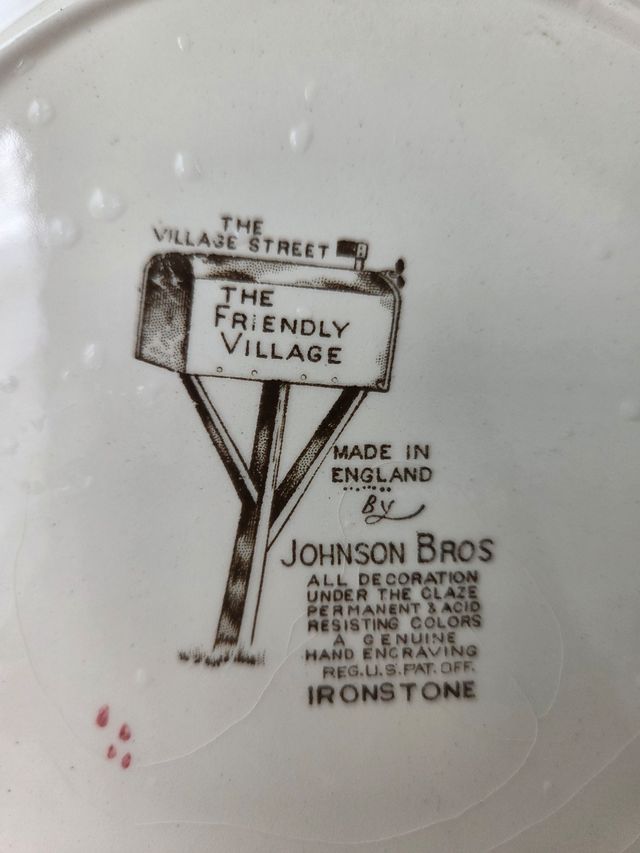 THE
VILLAGE STREET
THE
FRIENDLY
VILLAGE
MADE IN
ENGLAND
By
JOHNSON BROS
ALL DECORATION
UNDER THE GLAZE
PERMANENT & ACID
RESISTING COLORS
A GENUINE
HAND ENGRAVING
REG.U.S.PAT.OFF.
IRONSTONE